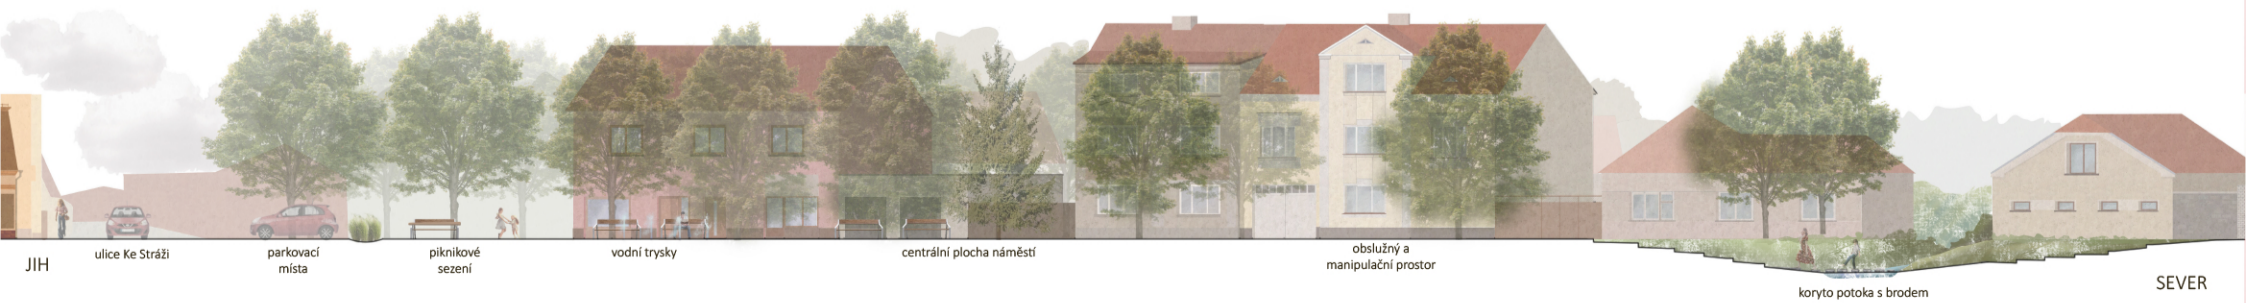 JIH
ulice Ke Stráži
parkovací
místa
piknikové
sezení
vodní trysky
centrální plocha náměstí
obslužný a
manipulační prostor
koryto potoka s brodem
SEVER